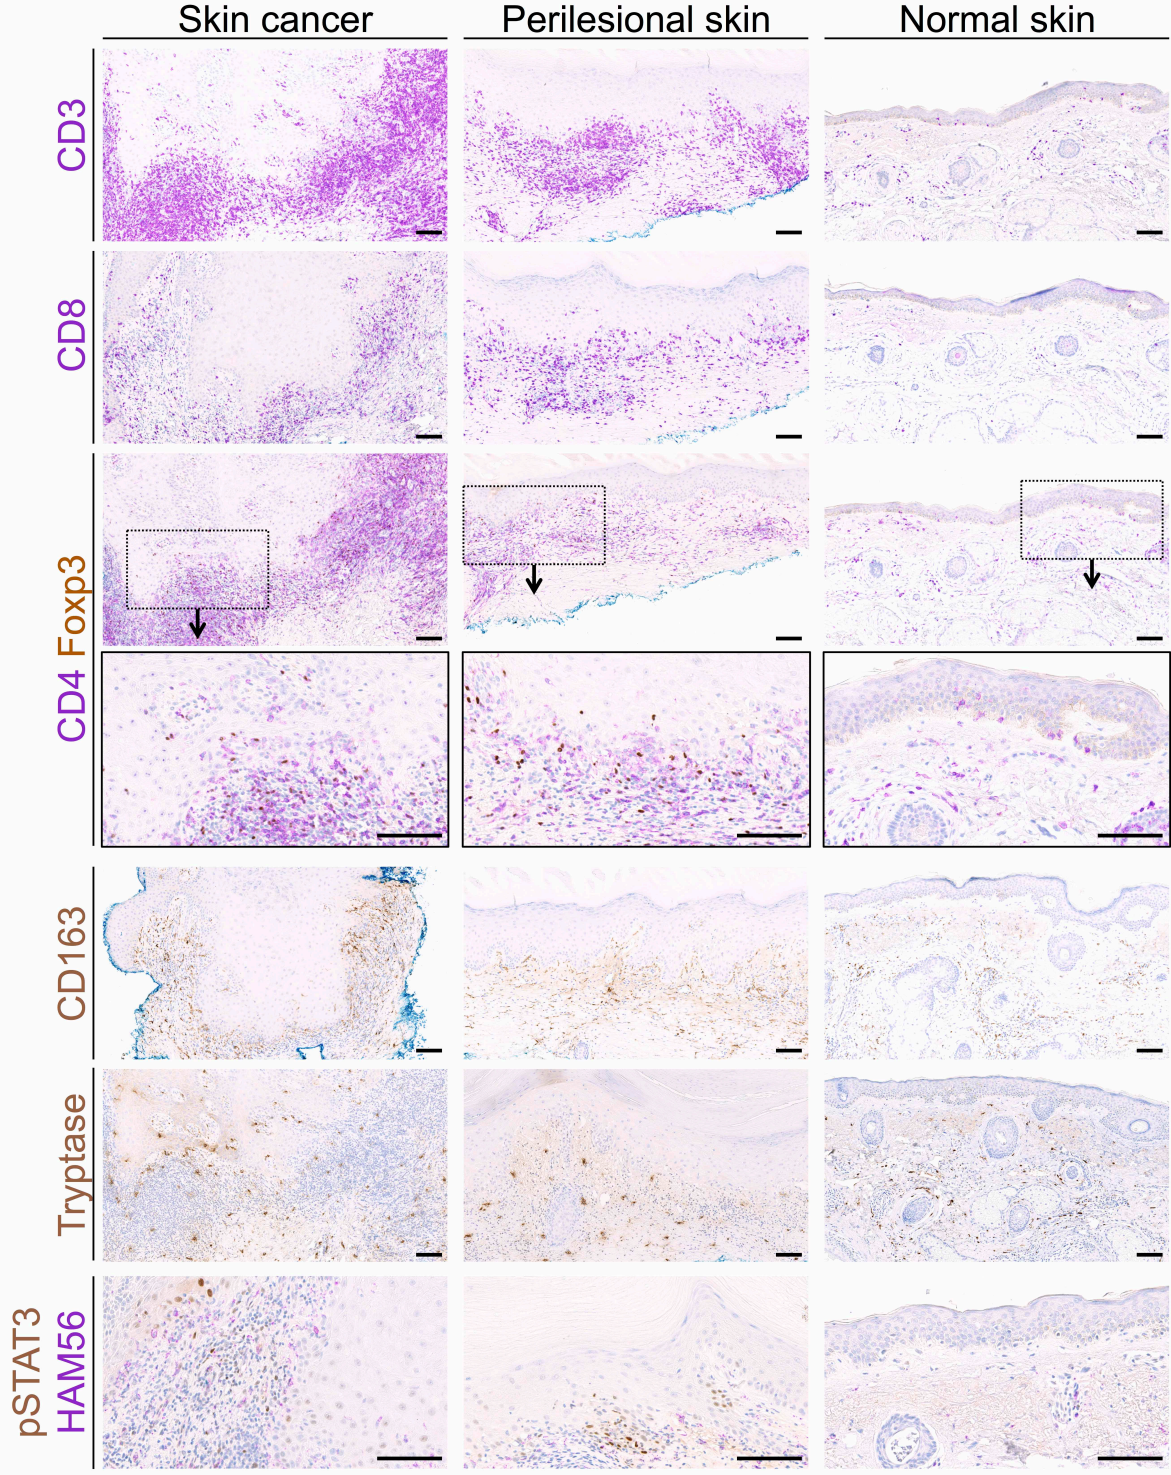 Skin cancer Perilesional skin Normal skin
CD3
CD8
CD4 Foxp3
CD163
Tryptase
pSTAT3
HAM56